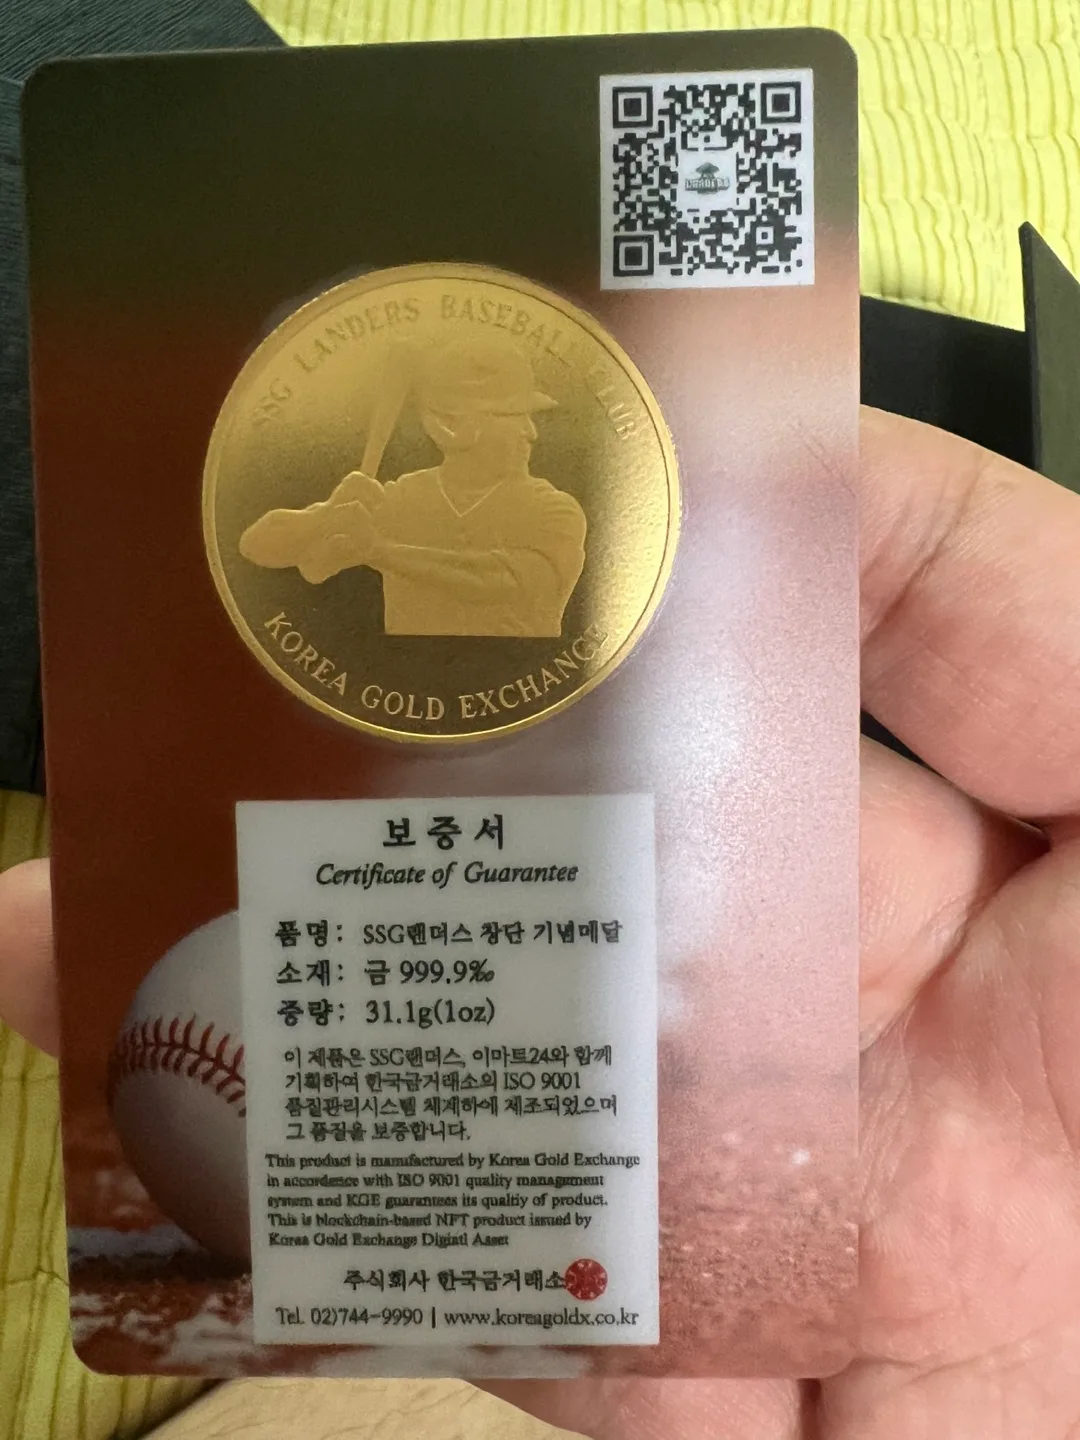 LANDERS
SSG LANDERS BASEBALL CLUB
KOREA GOLD EXCHANGE
보증서
Certificate of Guarantee
품명: SSG랜더스 창단 기념메달
소재: 금 999.9‰
중량: 31.1g(1oz)
이 제품은 SSG랜더스, 이마트24와 함께
기획하여 한국금거래소의 ISO 9001
품질관리시스템 체계하에 제조되었으며
그 품질을 보증합니다.
This product is manufactured by Korea Gold Exchange
in accordence with ISO 9001 quality management
system and KGE guarantees its qualtiy of product.
This is blockchain-based NFT product issued by
Korea Gold Exchange Digiatl Asset
주식회사 한국금거래소
Tel. 02)744-9990 | www.koreagoldx.co.kr